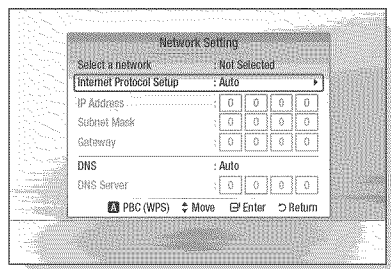 Network Setting
Select a network : Not Selected
Internet Protocol Setup : Auto
IP Address : 0 0 0 0
Subnet Mask : 0 0 0 0
Gateway : 0 0 0 0
DNS : Auto
DNS Server : 0 0 0 0
A PBC (WPS) Move Enter Return